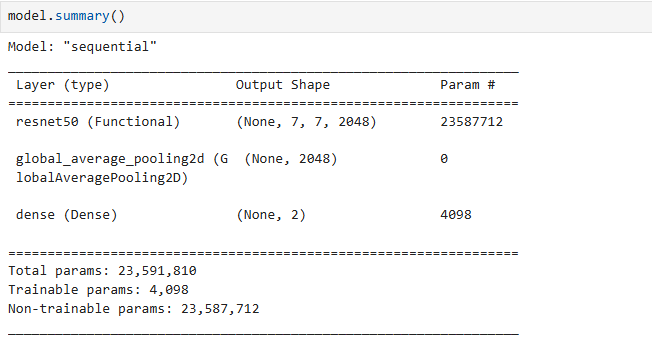 model.summary()
Model: "sequential"
_________________________________________________________________
Layer (type) Output Shape Param #
=================================================================
resnet50 (Functional) (None, 7, 7, 2048) 23587712
global_average_pooling2d (G (None, 2048) 0
lobalAveragePooling2D)
dense (Dense) (None, 2) 4098
=================================================================
Total params: 23,591,810
Trainable params: 4,098
Non-trainable params: 23,587,712
_________________________________________________________________